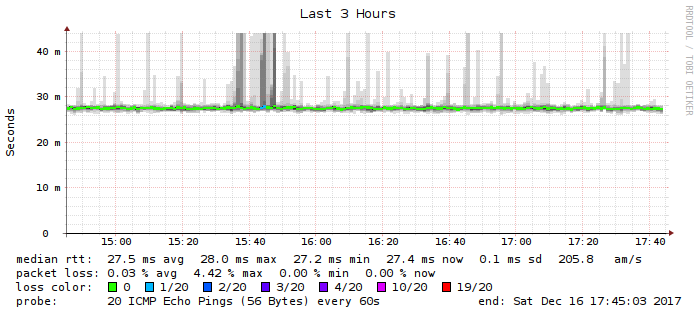 Last 3 Hours
RRDTOOL / TOBI OETIKER
Seconds
40 m
30 m
20 m
10 m
0
15:00 15:20 15:40 16:00 16:20 16:40 17:00 17:20 17:40
median rtt: 27.5 ms avg 28.0 ms max 27.2 ms min 27.4 ms now 0.1 ms sd 205.8 am/s
packet loss: 0.03 % avg 4.42 % max 0.00 % min 0.00 % now
loss color: 0 1/20 2/20 3/20 4/20 10/20 19/20
probe: 20 ICMP Echo Pings (56 Bytes) every 60s end: Sat Dec 16 17:45:03 2017